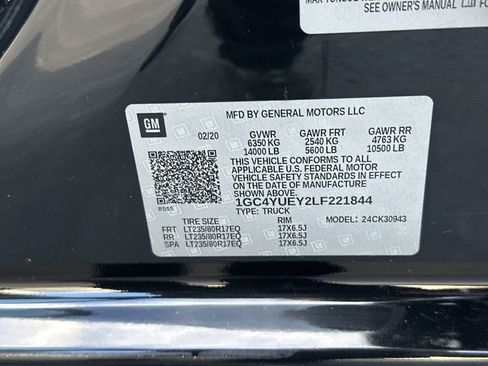 SEE OWNER'S MANUAL
MFD BY GENERAL MOTORS LLC
GM
02/20 GVWR GAWR FRT GAWR RR
6350 KG 2540 KG 4763 KG
14000 LB 5600 LB 10500 LB
THIS VEHICLE CONFORMS TO ALL
APPLICABLE U.S. FEDERAL MOTOR
VEHICLE SAFETY STANDARDS IN
EFFECT ON THE DATE OF
MANUFACTURE SHOWN ABOVE.
1GC4YUEY2LF221844
8555
TYPE: TRUCK MODEL: 24CK30943
TIRE SIZE RIM
FRT LT235/80R17EQ 17X6.5J
RR LT235/80R17EQ 17X6.5J
SPA LT235/80R17EQ 17X6.5J